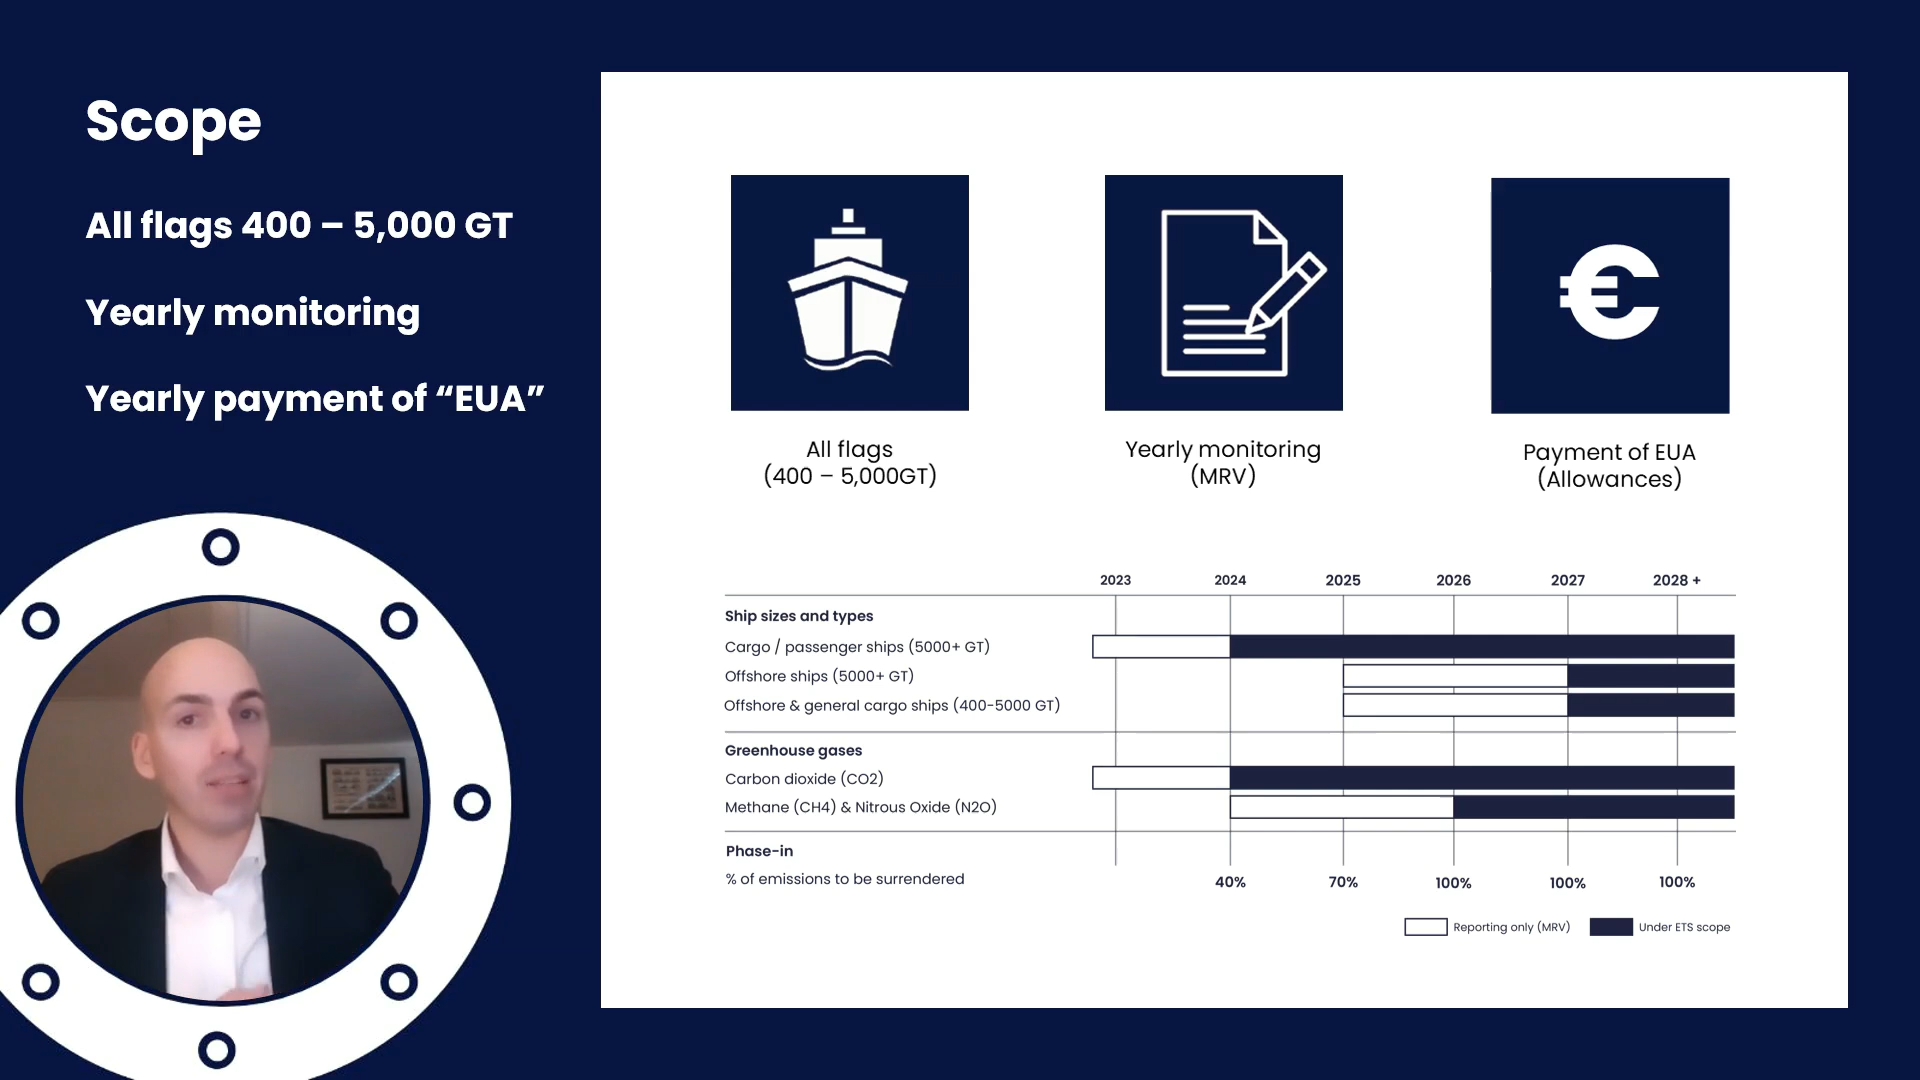 Scope
All flags 400 – 5,000 GT
Yearly monitoring
Yearly payment of “EUA”
€
All flags
(400 – 5,000GT)
Yearly monitoring
(MRV)
Payment of EUA
(Allowances)
2023 2024 2025 2026 2027 2028 +
Ship sizes and types
Cargo / passenger ships (5000+ GT)
Offshore ships (5000+ GT)
Offshore & general cargo ships (400-5000 GT)
Greenhouse gases
Carbon dioxide (CO2)
Methane (CH4) & Nitrous Oxide (N2O)
Phase-in
% of emissions to be surrendered 40% 70% 100% 100% 100%
Reporting only (MRV) Under ETS scope